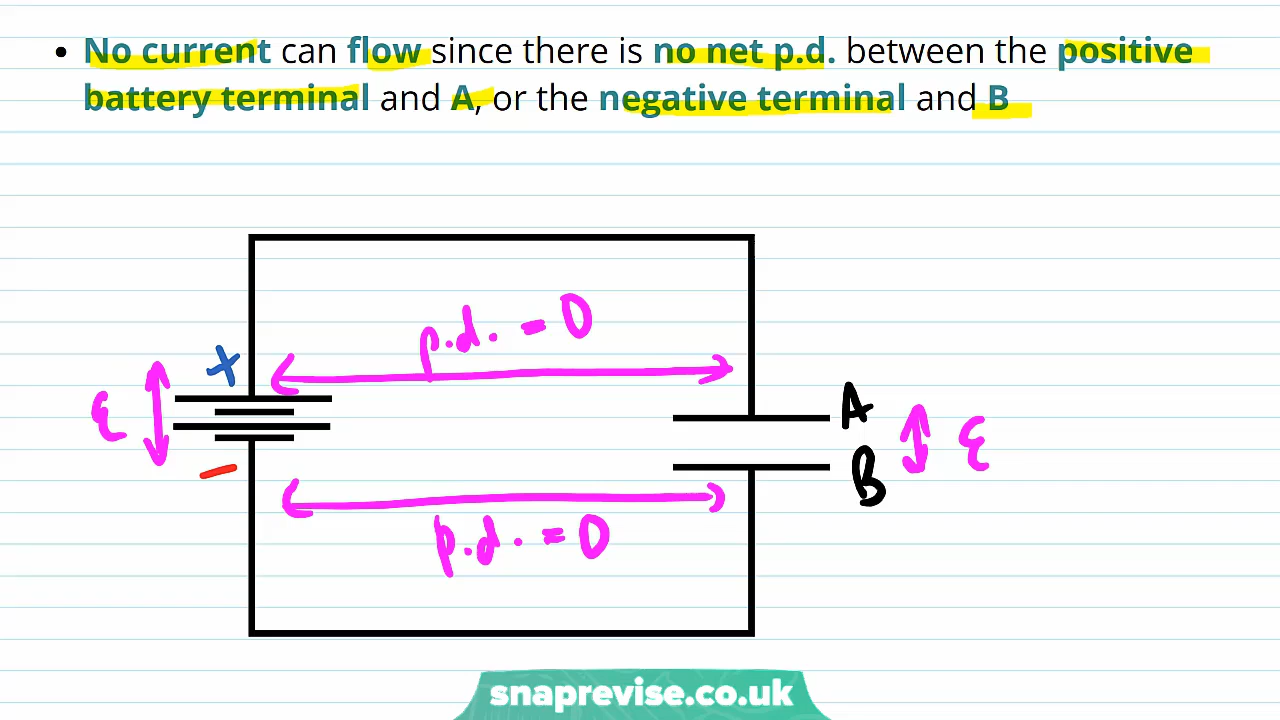 • No current can flow since there is no net p.d. between the positive
battery terminal and A, or the negative terminal and B
p.d. = 0
+
ε
A
ε
B
−
p.d. = 0
snaprevise.co.uk